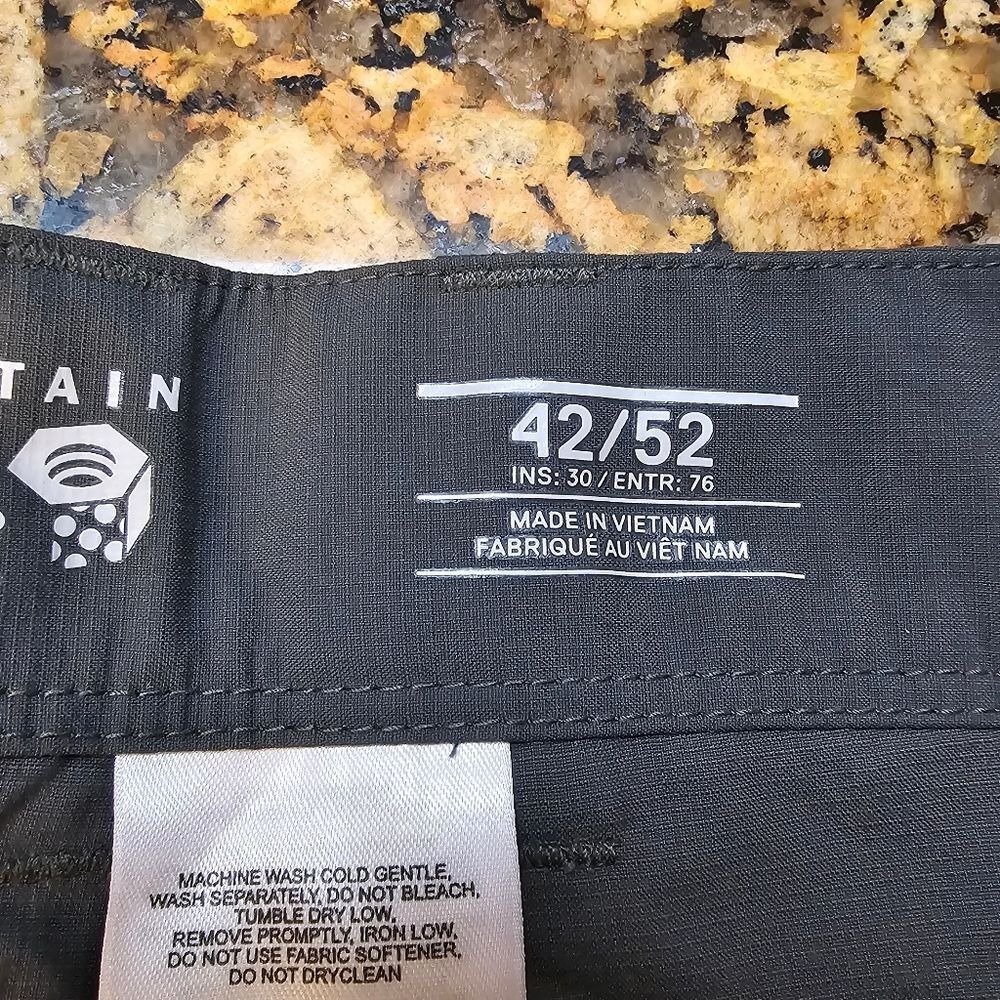 TAIN
42/52
INS: 30 / ENTR: 76
MADE IN VIETNAM
FABRIQUÉ AU VIÊT NAM
MACHINE WASH COLD GENTLE,
WASH SEPARATELY, DO NOT BLEACH,
TUMBLE DRY LOW,
REMOVE PROMPTLY, IRON LOW,
DO NOT USE FABRIC SOFTENER,
DO NOT DRYCLEAN